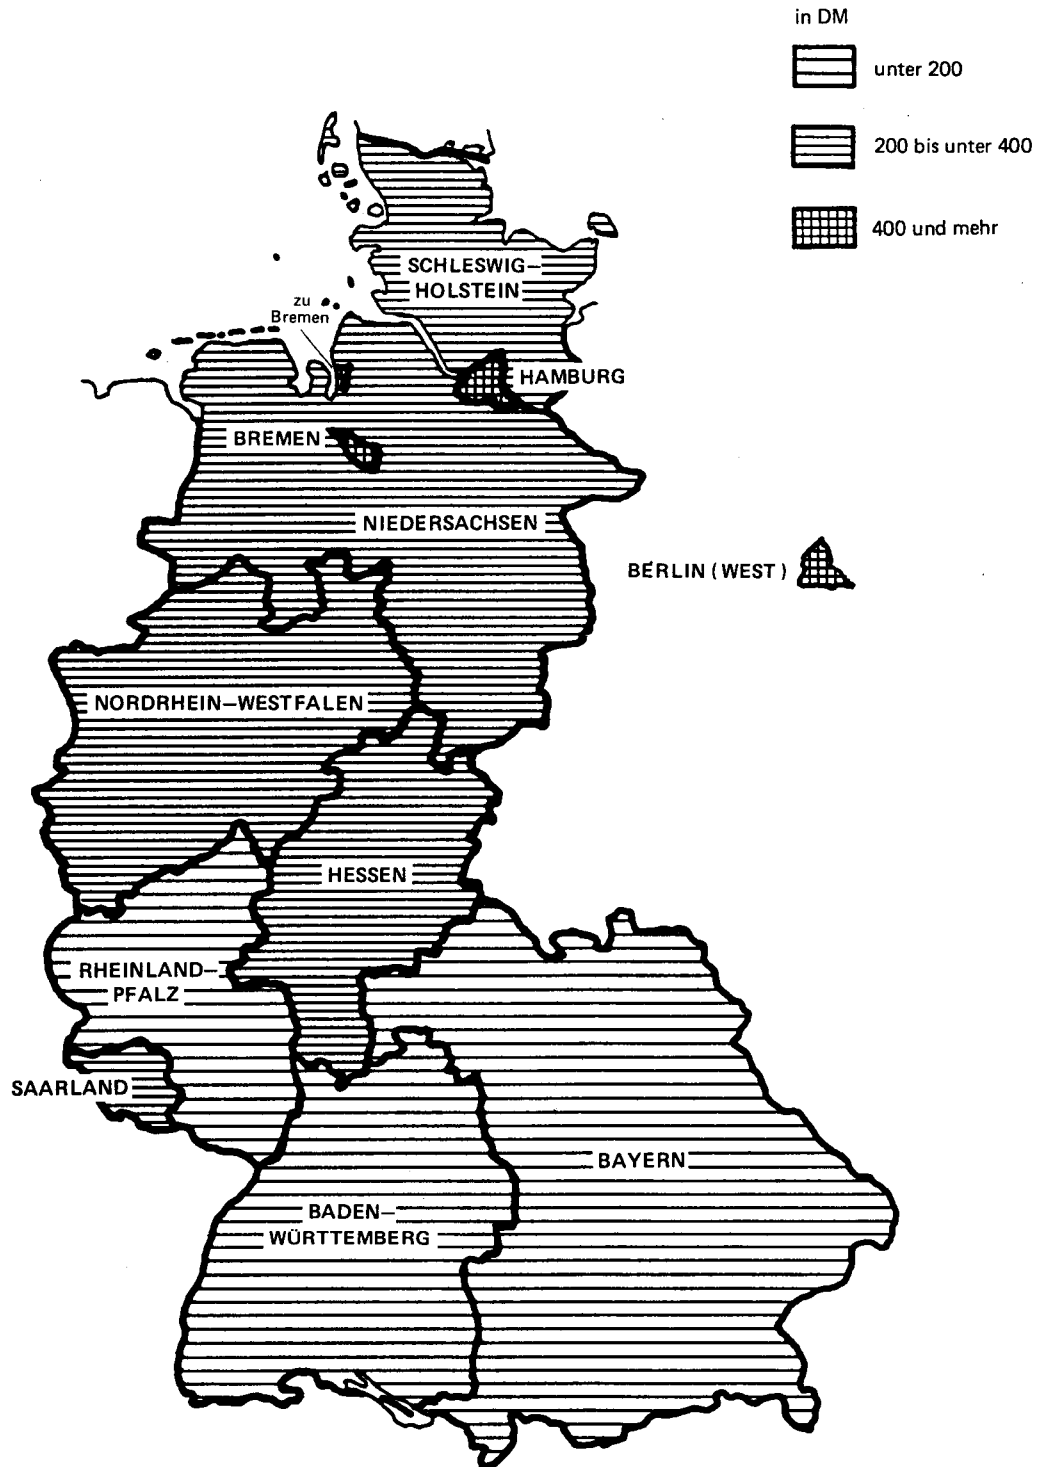 in DM
unter 200
200 bis unter 400
400 und mehr
SCHLESWIG–
HOLSTEIN
zu
Bremen
HAMBURG
BREMEN
NIEDERSACHSEN
BERLIN (WEST)
NORDRHEIN–WESTFALEN
HESSEN
RHEINLAND–
PFALZ
SAARLAND
BAYERN
BADEN–
WÜRTTEMBERG